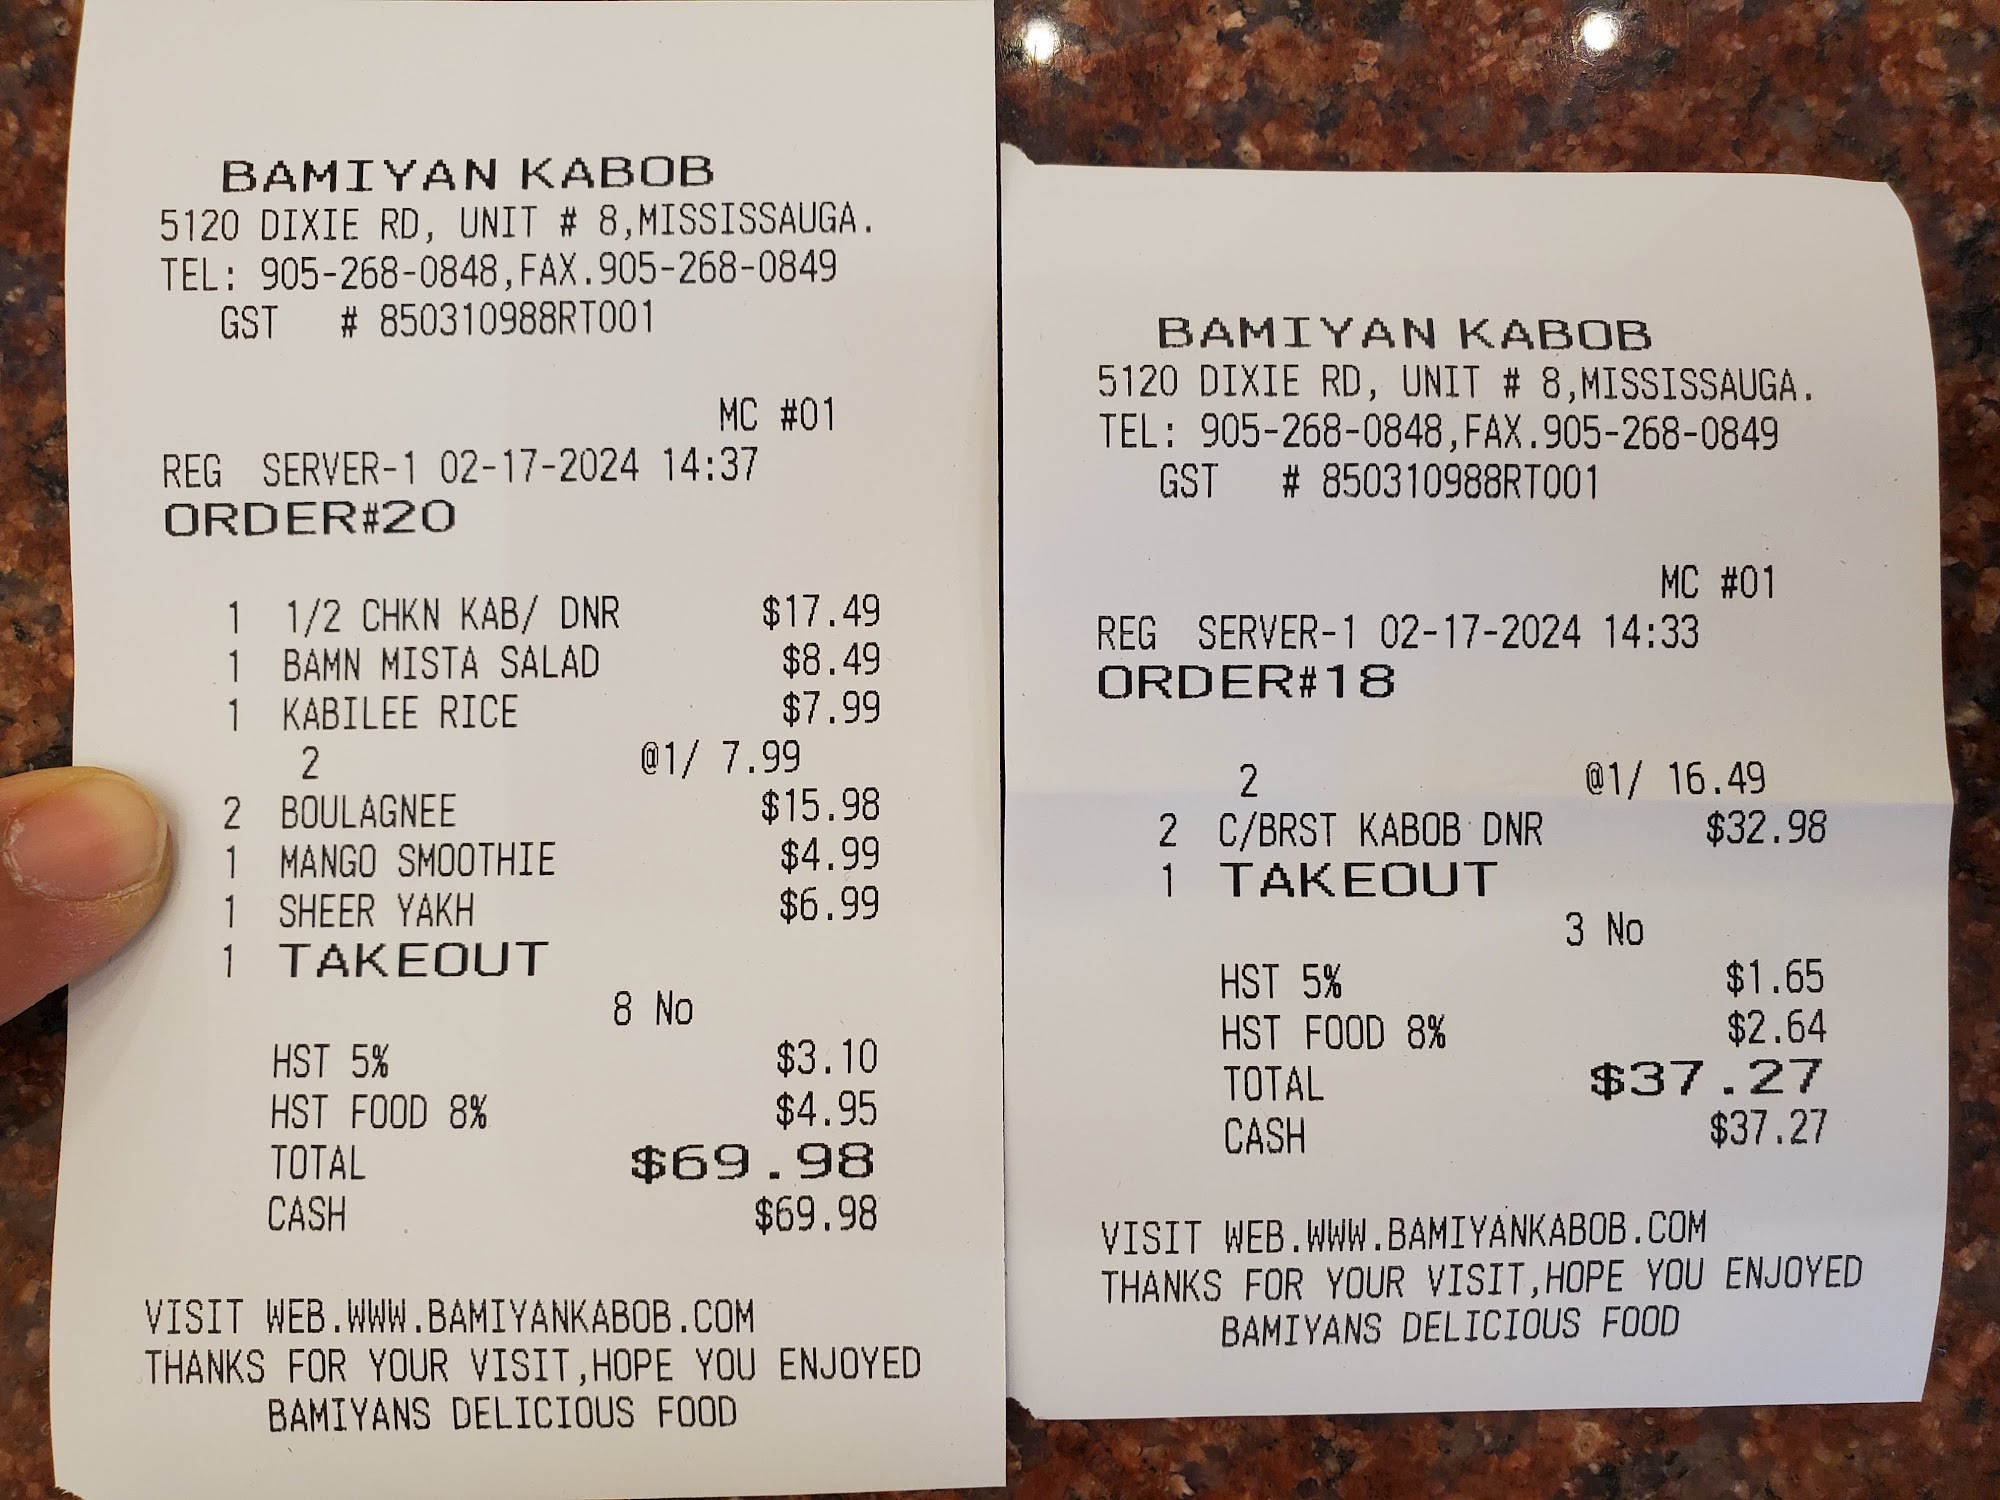 BAMIYAN KABOB
5120 DIXIE RD, UNIT # 8,MISSISSAUGA.
TEL: 905-268-0848,FAX.905-268-0849
GST # 850310988RT001
MC #01
REG SERVER-1 02-17-2024 14:37
ORDER#20
1 1/2 CHKN KAB/ DNR $17.49
1 BAMN MISTA SALAD $8.49
1 KABILEE RICE $7.99
2 @1/ 7.99
2 BOULAGNEE $15.98
1 MANGO SMOOTHIE $4.99
1 SHEER YAKH $6.99
1 TAKEOUT
8 No
HST 5% $3.10
HST FOOD 8% $4.95
TOTAL $69.98
CASH $69.98
VISIT WEB.WWW.BAMIYANKABOB.COM
THANKS FOR YOUR VISIT,HOPE YOU ENJOYED
BAMIYANS DELICIOUS FOOD
BAMIYAN KABOB
5120 DIXIE RD, UNIT # 8,MISSISSAUGA.
TEL: 905-268-0848,FAX.905-268-0849
GST # 850310988RT001
MC #01
REG SERVER-1 02-17-2024 14:33
ORDER#18
2 @1/ 16.49
2 C/BRST KABOB DNR $32.98
1 TAKEOUT
3 No
HST 5% $1.65
HST FOOD 8% $2.64
TOTAL $37.27
CASH $37.27
VISIT WEB.WWW.BAMIYANKABOB.COM
THANKS FOR YOUR VISIT,HOPE YOU ENJOYED
BAMIYANS DELICIOUS FOOD